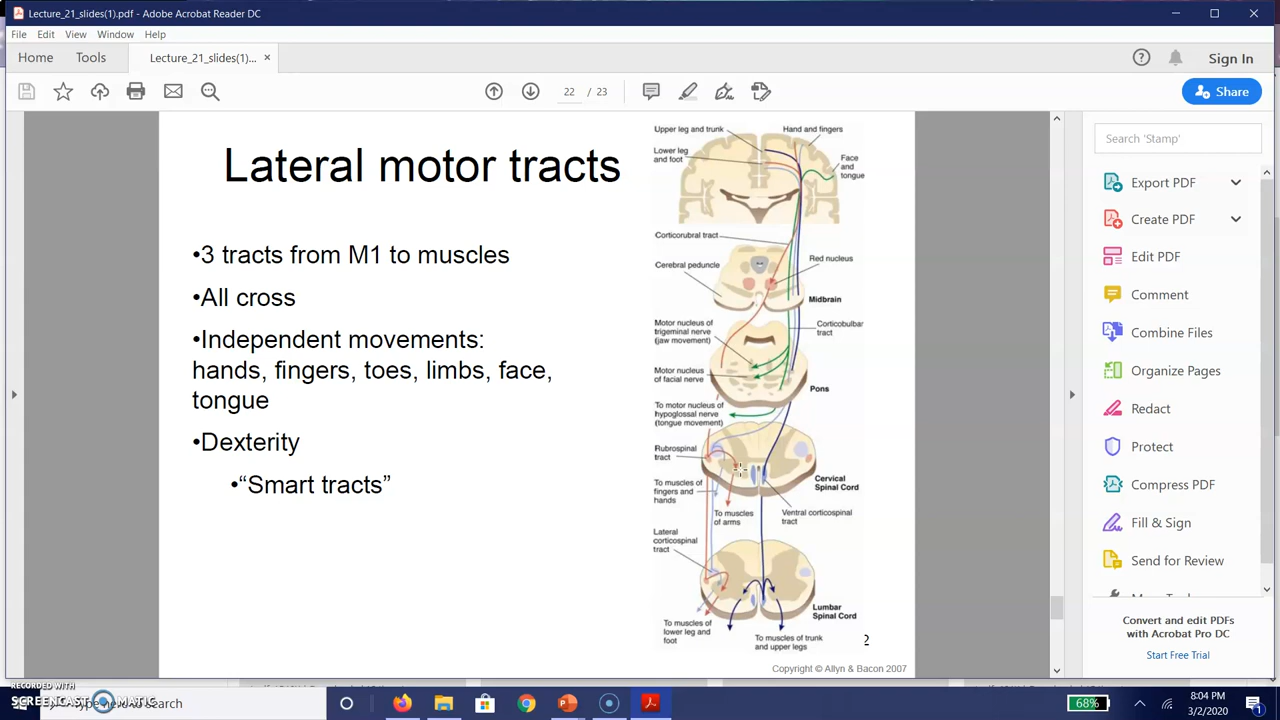 Lecture_21_slides(1).pdf - Adobe Acrobat Reader DC
File Edit View Window Help
Home Tools Lecture_21_slides(1)... × Sign In
22 / 23 Share
Lateral motor tracts
•3 tracts from M1 to muscles
•All cross
•Independent movements:
hands, fingers, toes, limbs, face,
tongue
•Dexterity
•“Smart tracts”
Upper leg and trunk
Hand and fingers
Lower leg
and foot
Face
and
tongue
Corticorubral tract
Cerebral peduncle
Red nucleus
Midbrain
Motor nucleus of
trigeminal nerve
(jaw movement)
Corticobulbar
tract
Motor nucleus
of facial nerve
Pons
To motor nucleus of
hypoglossal nerve
(tongue movement)
Rubrospinal
tract
Cervical
Spinal Cord
To muscles of
fingers and
hands
To muscles
of arms
Ventral corticospinal
tract
Lateral
corticospinal
tract
Lumbar
Spinal Cord
To muscles of
lower leg and
foot
To muscles of trunk
and upper legs
2
Copyright © Allyn & Bacon 2007
Search 'Stamp'
Export PDF
Create PDF
Edit PDF
Comment
Combine Files
Organize Pages
Redact
Protect
Compress PDF
Fill & Sign
Send for Review
Convert and edit PDFs
with Acrobat Pro DC
Start Free Trial
RECORDED WITH
SCREENCAST MATIC
here to search
68%
8:04 PM
3/2/2020
1